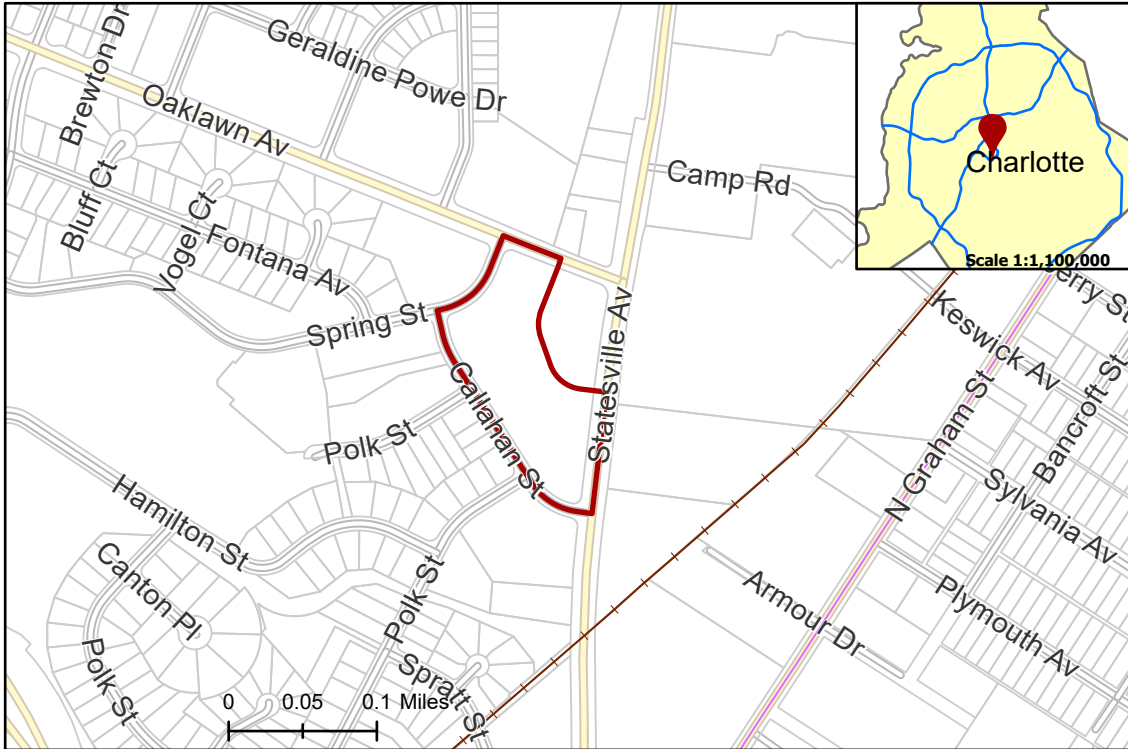 Brewton Dr
Geraldine Powe Dr
Oaklawn Av
Camp Rd
Charlotte
Scale 1:1,100,000
Bluff Ct
Vogel Ct
Fontana Av
Spring St
Statesville Av
Keswick Av
Bancroft St
N Graham St
Callahan St
Polk St
Sylvania Av
Hamilton St
Canton Pl
Polk St
Armour Dr
Plymouth Av
Polk St
Spratt St
0 0.05 0.1 Miles